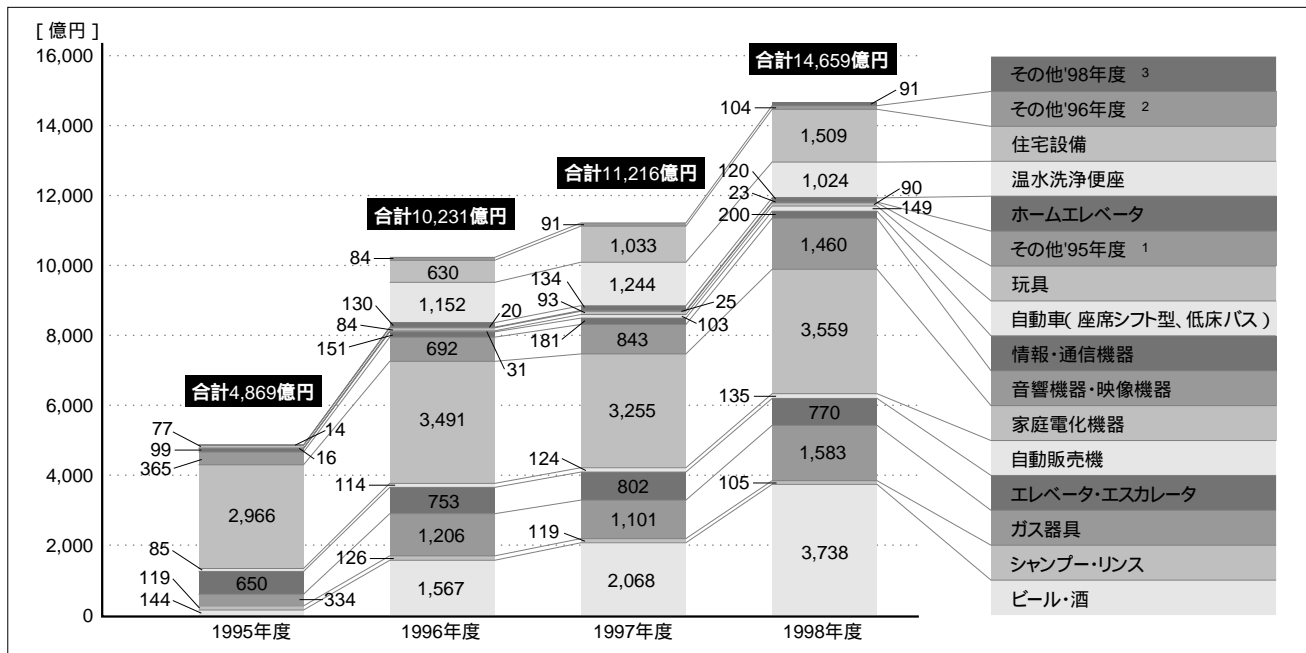 [ 億円 ]
16,000
14,000
12,000
10,000
8,000
6,000
4,000
2,000
0
合計4,869億円
77
14
99
16
365
2,966
85
650
119
334
144
1995年度
合計10,231億円
84
630
1,152
130
20
84
151
31
692
3,491
114
753
1,206
126
1,567
1996年度
合計11,216億円
91
1,033
1,244
134
25
93
103
181
843
3,255
124
802
1,101
119
2,068
1997年度
合計14,659億円
91
104
1,509
1,024
120
90
23
149
200
1,460
3,559
135
770
1,583
105
3,738
1998年度
その他'98年度 3
その他'96年度 2
住宅設備
温水洗浄便座
ホームエレベータ
その他'95年度 1
玩具
自動車( 座席シフト型、低床バス )
情報・通信機器
音響機器・映像機器
家庭電化機器
自動販売機
エレベータ・エスカレータ
ガス器具
シャンプー・リンス
ビール・酒